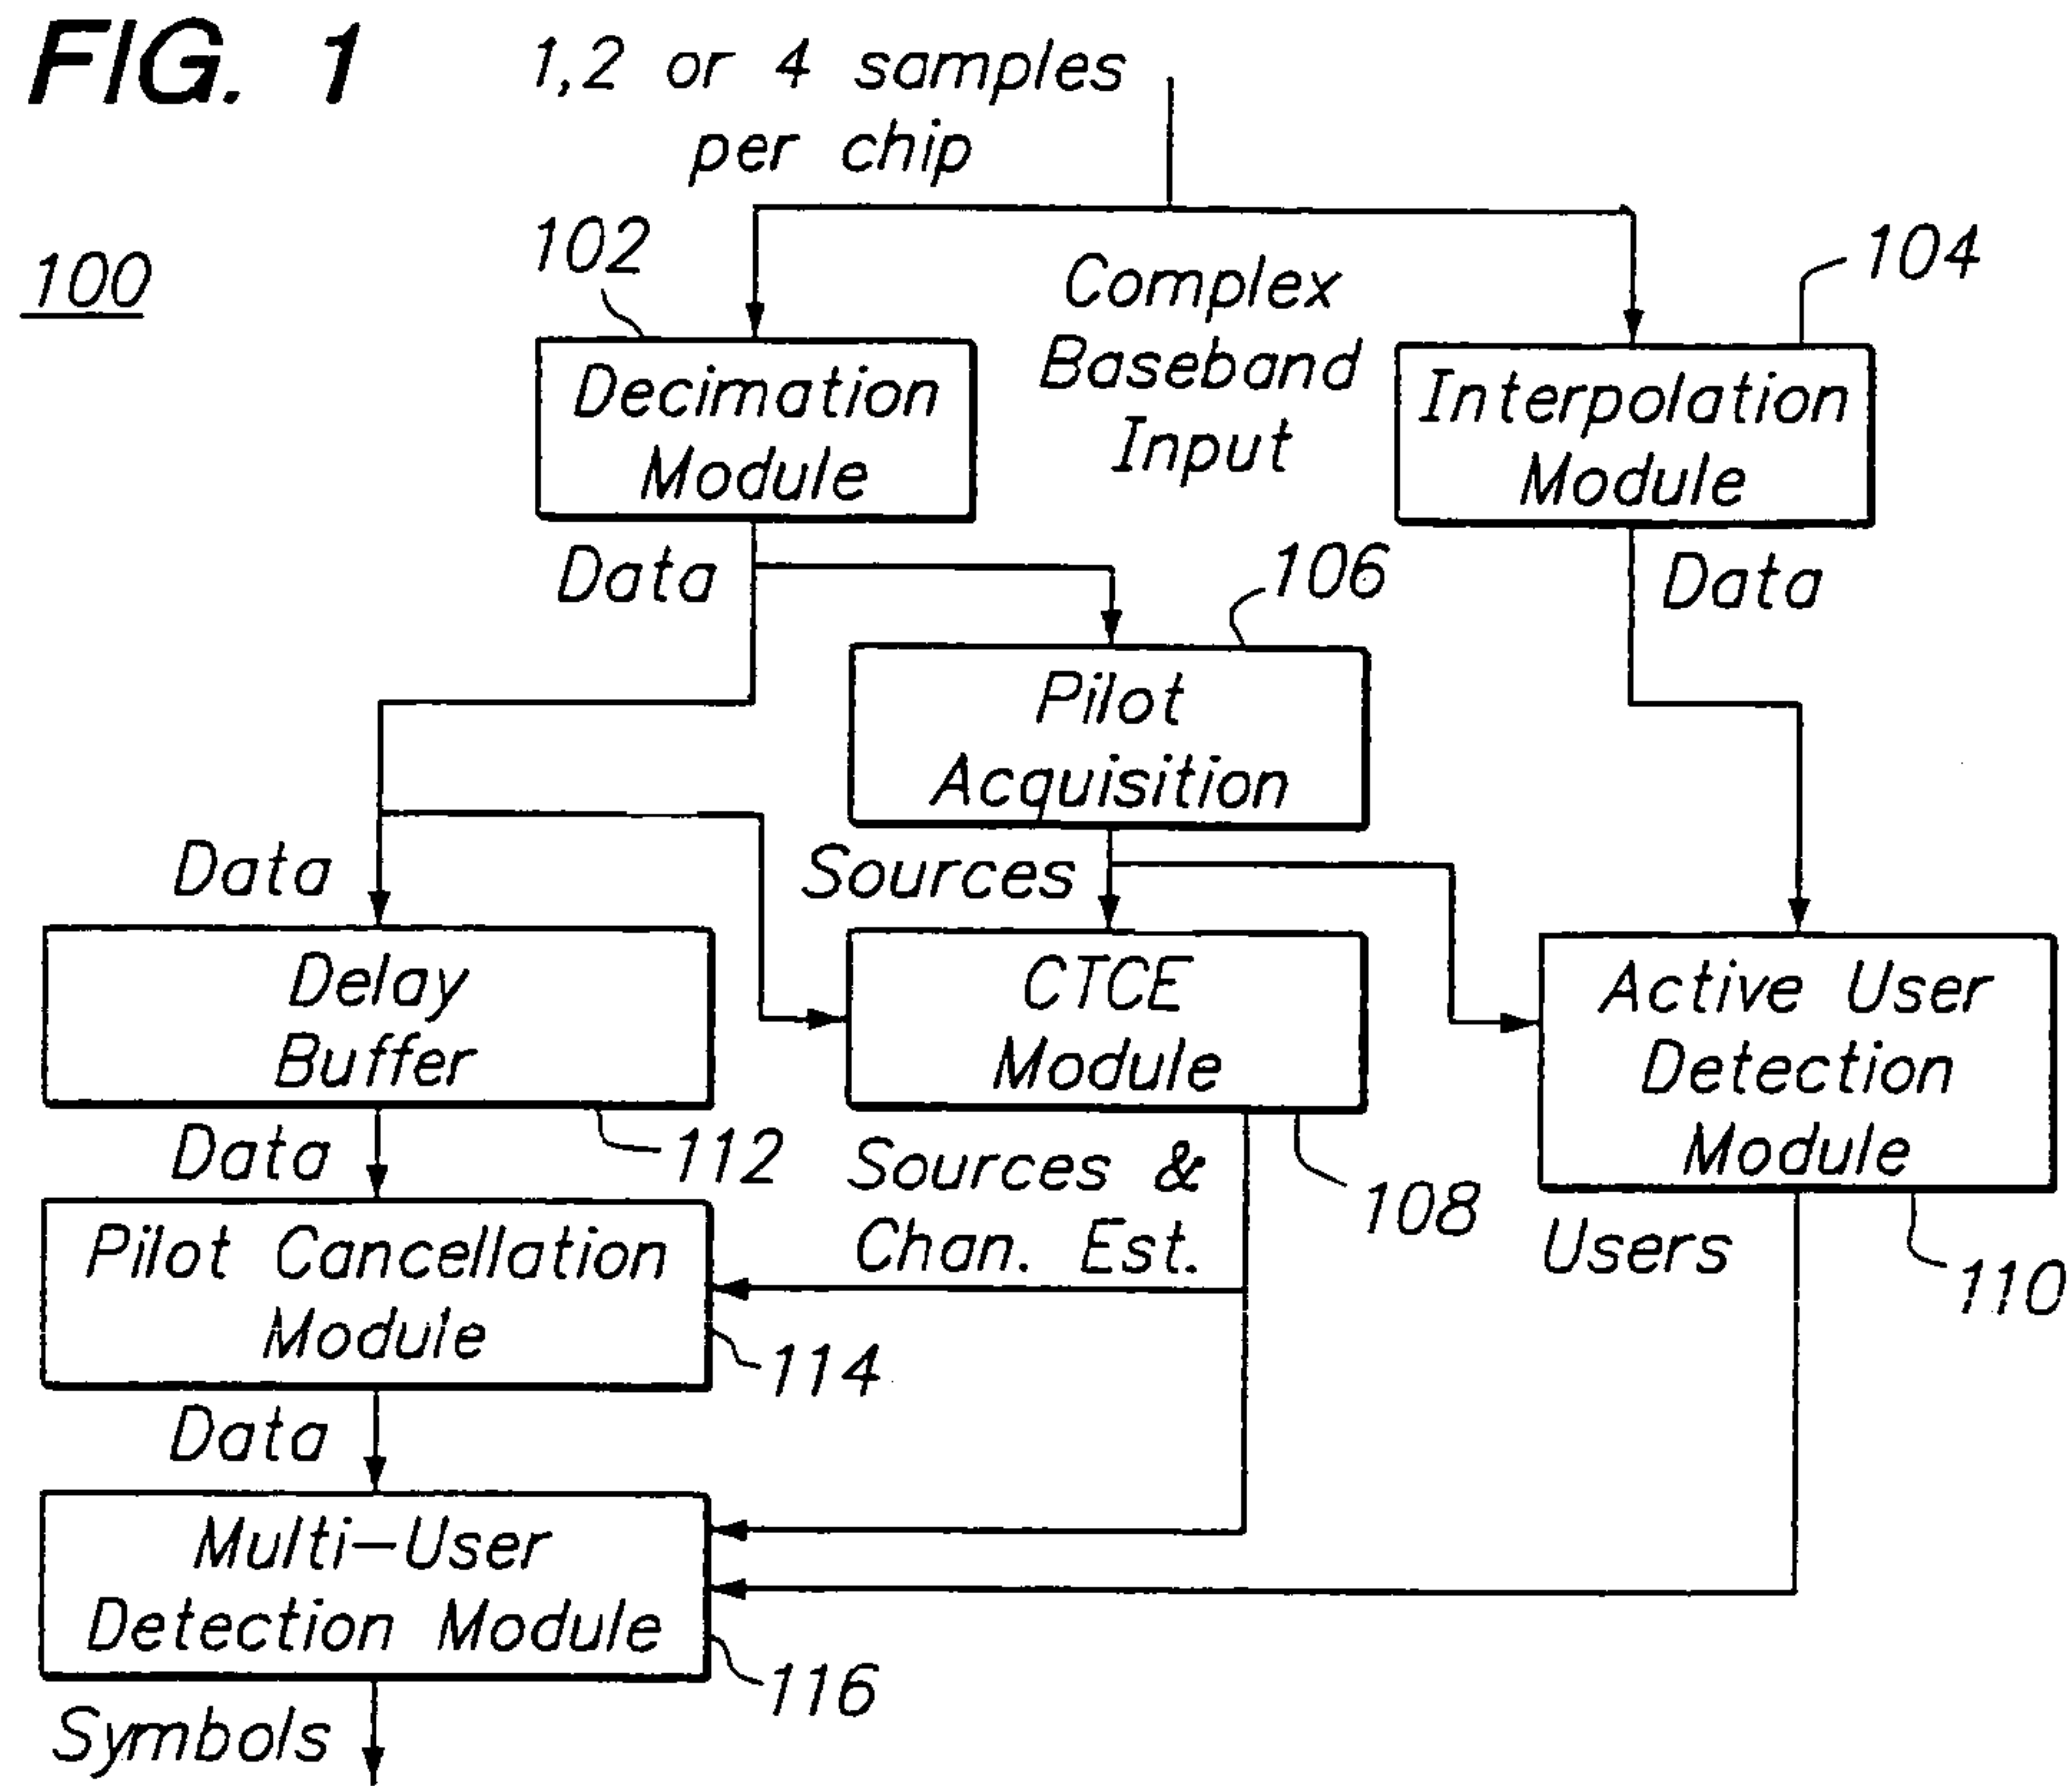 FIG. 1
1,2 or 4 samples
per chip
100
102
Complex
Baseband
Input
104
Decimation
Module
Interpolation
Module
Data
106
Data
Pilot
Acquisition
Data
Sources
Delay
Buffer
CTCE
Module
Active User
Detection
Module
Data
112
Sources &
Chan. Est.
108
Users
110
Pilot Cancellation
Module
114
Data
Multi-User
Detection Module
116
Symbols